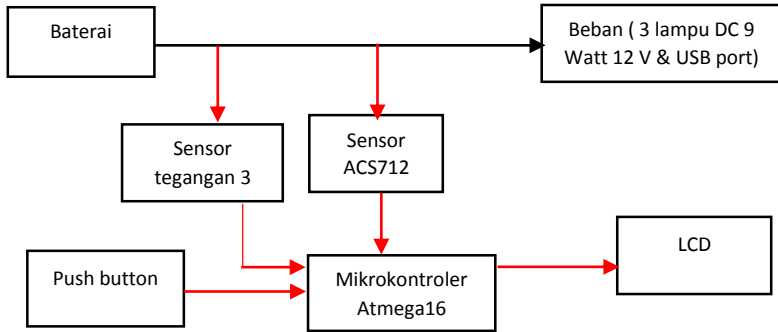 Baterai
Beban ( 3 lampu DC 9
Watt 12 V & USB port)
Sensor
tegangan 3
Sensor
ACS712
Push button
Mikrokontroler
Atmega16
LCD